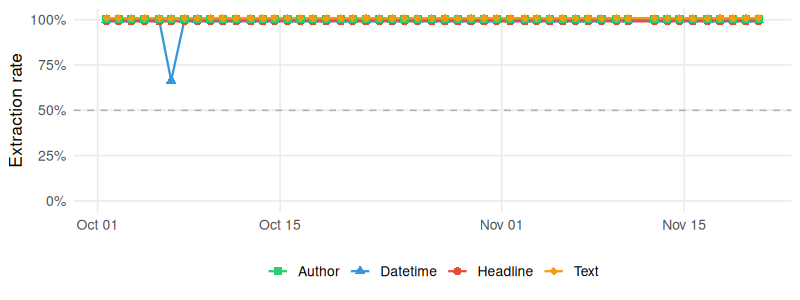 Extraction rate
100%
75%
50%
25%
0%
Oct 01 Oct 15 Nov 01 Nov 15
Author Datetime Headline Text